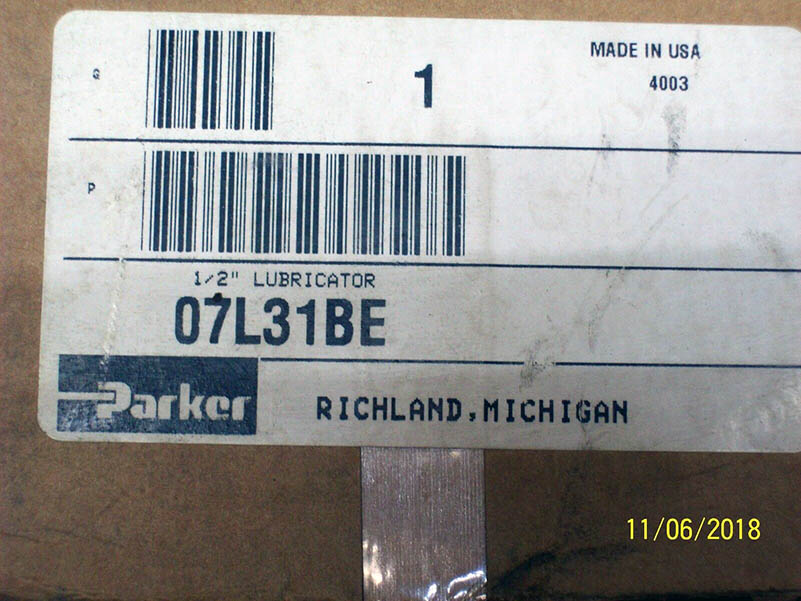 MADE IN USA
Q
1
4003
P
1/2" LUBRICATOR
07L31BE
Parker
RICHLAND, MICHIGAN
11/06/2018